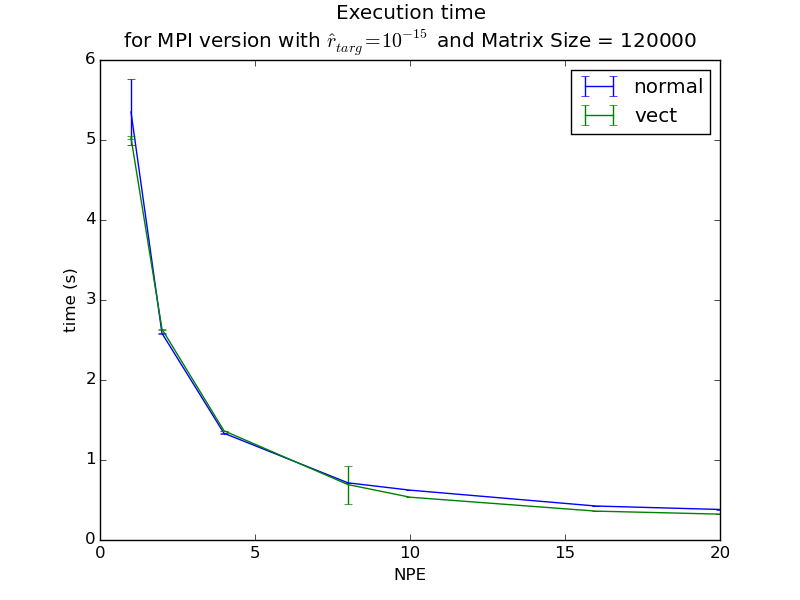 Execution time
for MPI version with r̂_targ = 10^−15 and Matrix Size = 120000
normal
vect
6
5
4
3
2
1
0
time (s)
0 5 10 15 20
NPE